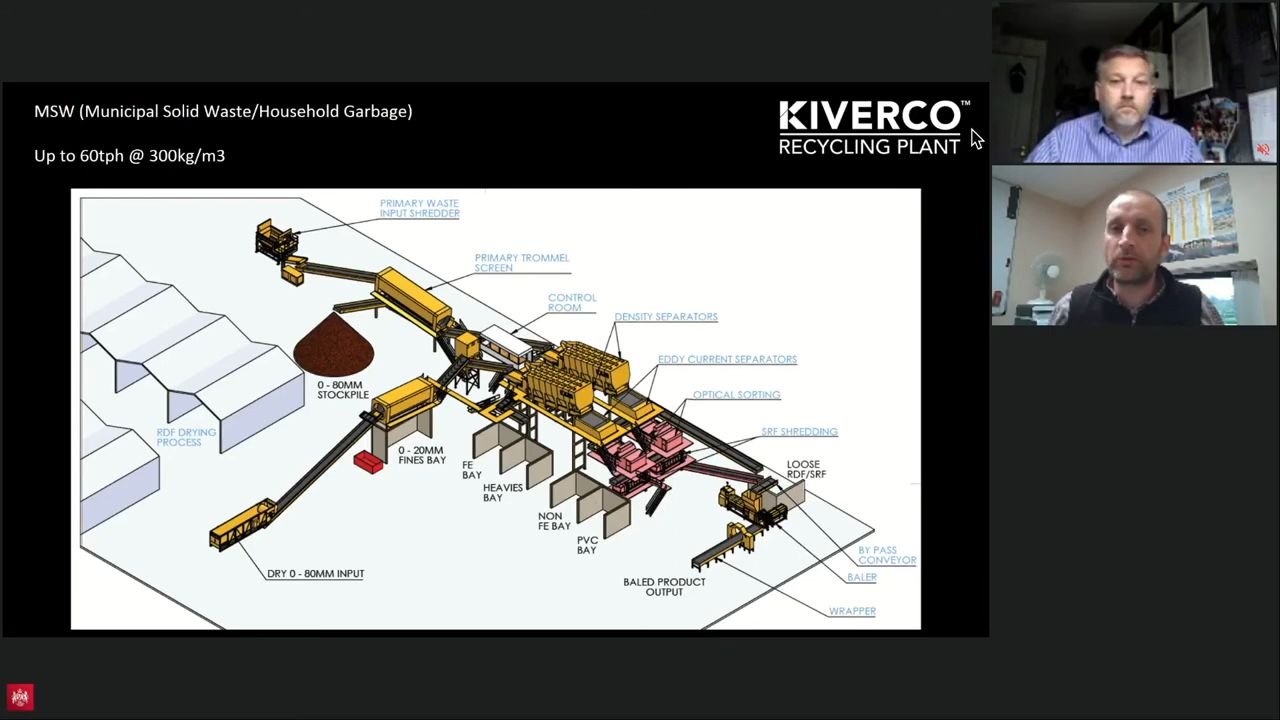 MSW (Municipal Solid Waste/Household Garbage)
Up to 60tph @ 300kg/m3
KIVERCO™
RECYCLING PLANT
PRIMARY WASTE
INPUT SHREDDER
PRIMARY TROMMEL
SCREEN
CONTROL
ROOM
DENSITY SEPARATORS
EDDY CURRENT SEPARATORS
OPTICAL SORTING
SRF SHREDDING
0 - 80MM
STOCKPILE
RDF DRYING
PROCESS
0 - 20MM
FINES BAY
FE
BAY
HEAVIES
BAY
NON
FE BAY
PVC
BAY
LOOSE
RDF/SRF
DRY 0 - 80MM INPUT
BALED PRODUCT
OUTPUT
BY PASS
CONVEYOR
BALER
WRAPPER